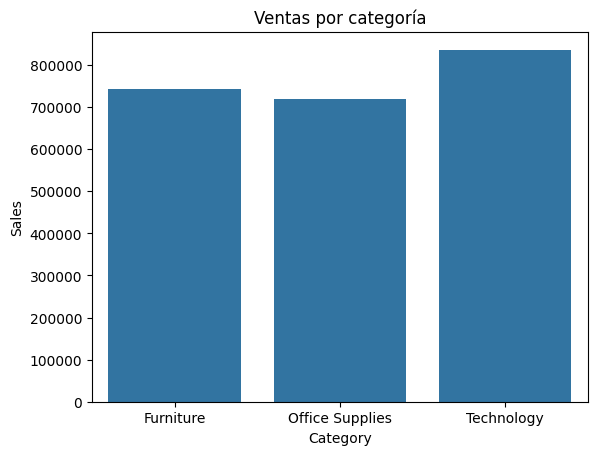 Ventas por categoría
800000
700000
600000
500000
400000
300000
200000
100000
0
Sales
Furniture
Office Supplies
Technology
Category